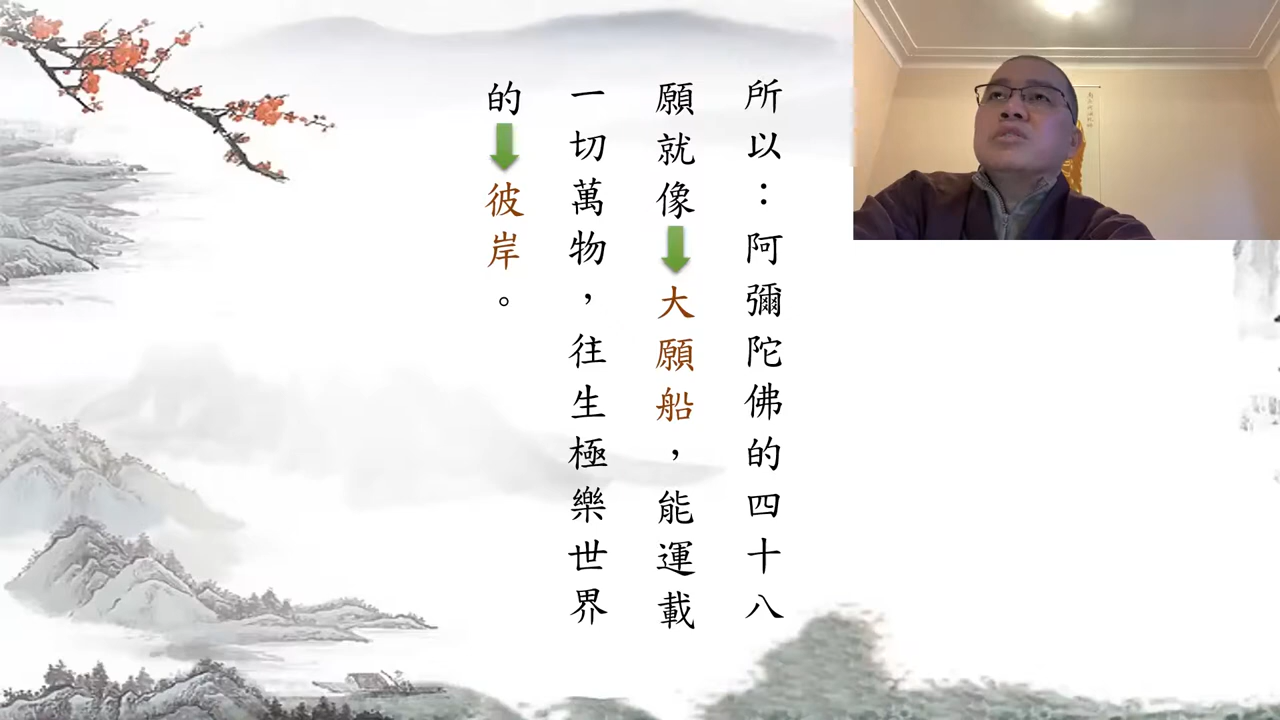 所以：阿彌陀佛的四十八
願就像大願船，能運載
一切萬物，往生極樂世界
的彼岸。